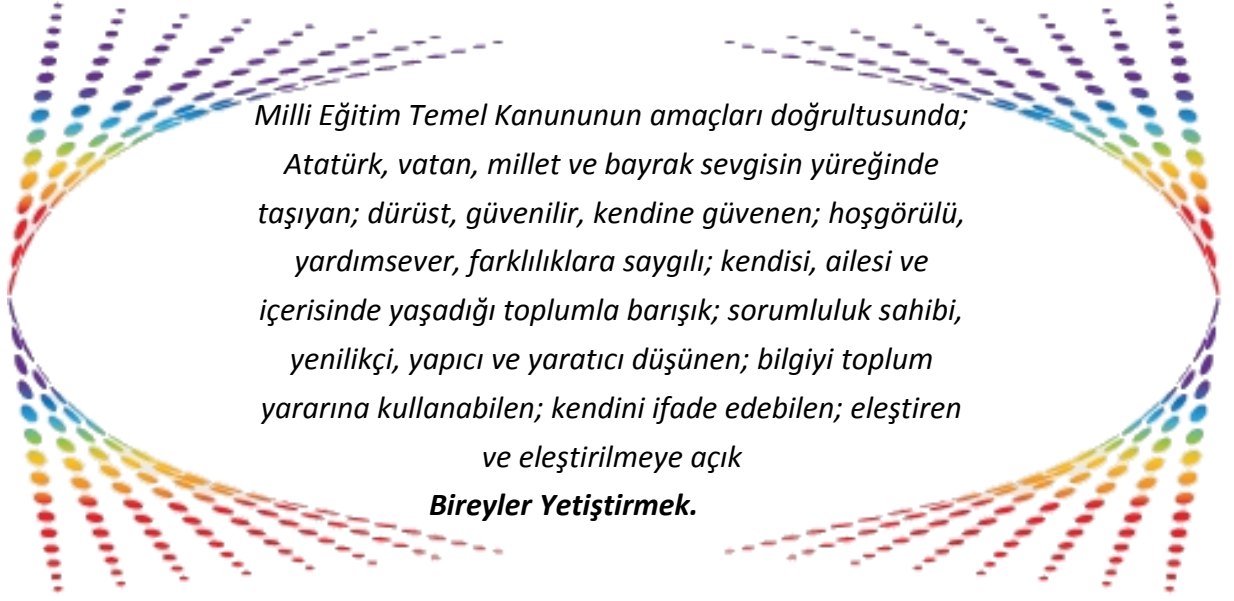 Milli Eğitim Temel Kanununun amaçları doğrultusunda;
Atatürk, vatan, millet ve bayrak sevgisin yüreğinde
taşıyan; dürüst, güvenilir, kendine güvenen; hoşgörülü,
yardımsever, farklılıklara saygılı; kendisi, ailesi ve
içerisinde yaşadığı toplumla barışık; sorumluluk sahibi,
yenilikçi, yapıcı ve yaratıcı düşünen; bilgiyi toplum
yararına kullanabilen; kendini ifade edebilen; eleştiren
ve eleştirilmeye açık
Bireyler Yetiştirmek.